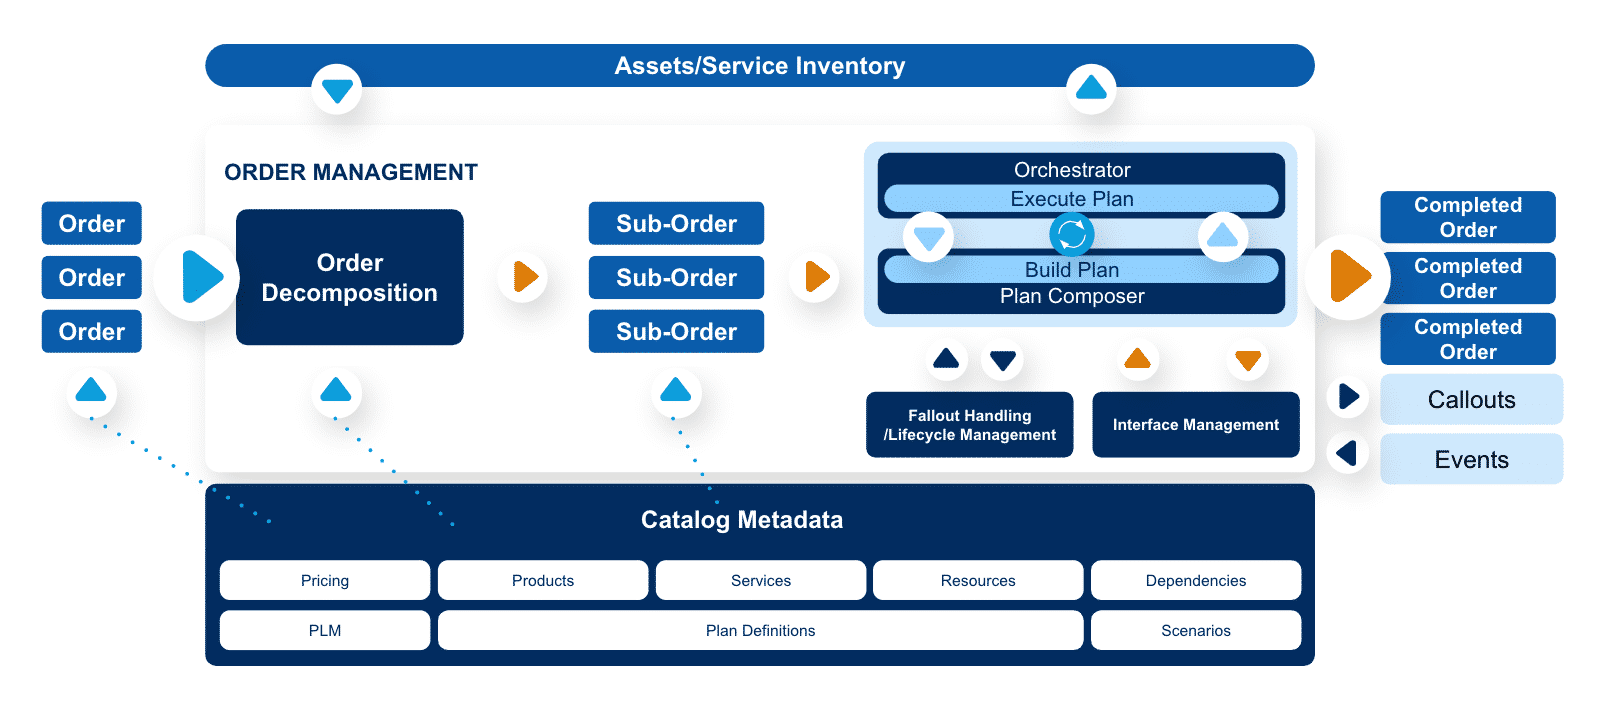 Assets/Service Inventory
ORDER MANAGEMENT
Order
Order
Order
Order
Decomposition
Sub-Order
Sub-Order
Sub-Order
Orchestrator
Execute Plan
Build Plan
Plan Composer
Fallout Handling
/Lifecycle Management
Interface Management
Completed
Order
Completed
Order
Completed
Order
Callouts
Events
Catalog Metadata
Pricing
Products
Services
Resources
Dependencies
PLM
Plan Definitions
Scenarios